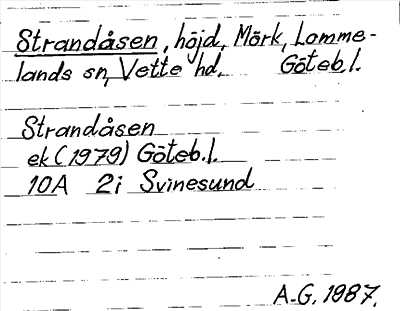 Strandåsen, höjd, Mörk, Lomme-
lands sn, Vette hd. Göteb.l.
Strandåsen
ek (1979) Göteb.l.
10A 2i Svinesund
A-G. 1987.